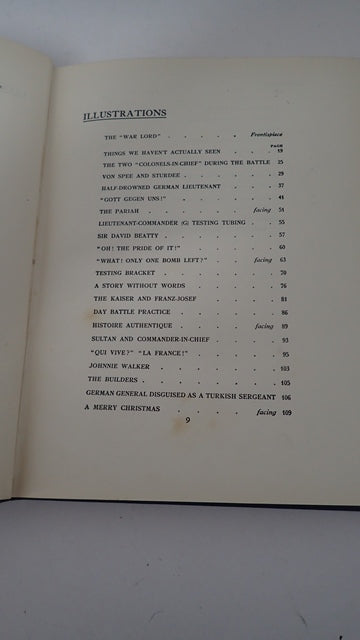 ILLUSTRATIONS
THE "WAR LORD" . . . . . Frontispiece
PAGE
THINGS WE HAVEN'T ACTUALLY SEEN . . . 19
THE TWO "COLONELS-IN-CHIEF" DURING THE BATTLE 25
VON SPEE AND STURDEE . . . . . 29
HALF-DROWNED GERMAN LIEUTENANT . . . . 37
"GOTT GEGEN UNS!" . . . . . . 41
THE PARIAH . . . . . . facing 51
LIEUTENANT-COMMANDER (G) TESTING TUBING . . . 55
SIR DAVID BEATTY . . . . . . . 57
"OH! THE PRIDE OF IT!" . . . . . . 60
"WHAT! ONLY ONE BOMB LEFT?" . . . facing 63
TESTING BRACKET . . . . . . . 70
A STORY WITHOUT WORDS . . . . . 76
THE KAISER AND FRANZ-JOSEF . . . . . 81
DAY BATTLE PRACTICE . . . . . . 86
HISTOIRE AUTHENTIQUE . . . . facing 89
SULTAN AND COMMANDER-IN-CHIEF . . . . 93
"QUI VIVE?" "LA FRANCE!" . . . . . 95
JOHNNIE WALKER . . . . . . . 103
THE BUILDERS . . . . . . . . 105
GERMAN GENERAL DISGUISED AS A TURKISH SERGEANT 106
A MERRY CHRISTMAS . . . . facing 109
9